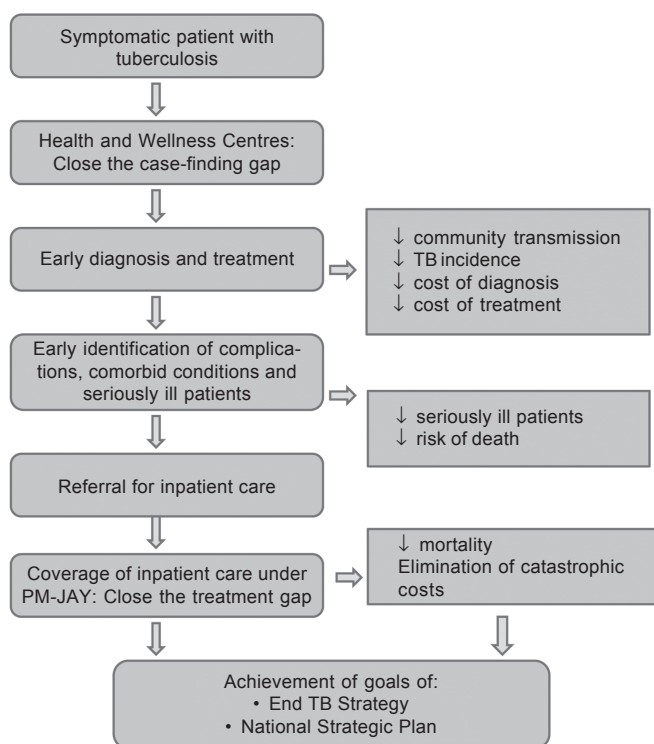 Symptomatic patient with
tuberculosis
Health and Wellness Centres:
Close the case-finding gap
Early diagnosis and treatment
↓ community transmission
↓ TB incidence
↓ cost of diagnosis
↓ cost of treatment
Early identification of complica-
tions, comorbid conditions and
seriously ill patients
↓ seriously ill patients
↓ risk of death
Referral for inpatient care
Coverage of inpatient care under
PM-JAY: Close the treatment gap
↓ mortality
Elimination of catastrophic
costs
Achievement of goals of:
• End TB Strategy
• National Strategic Plan